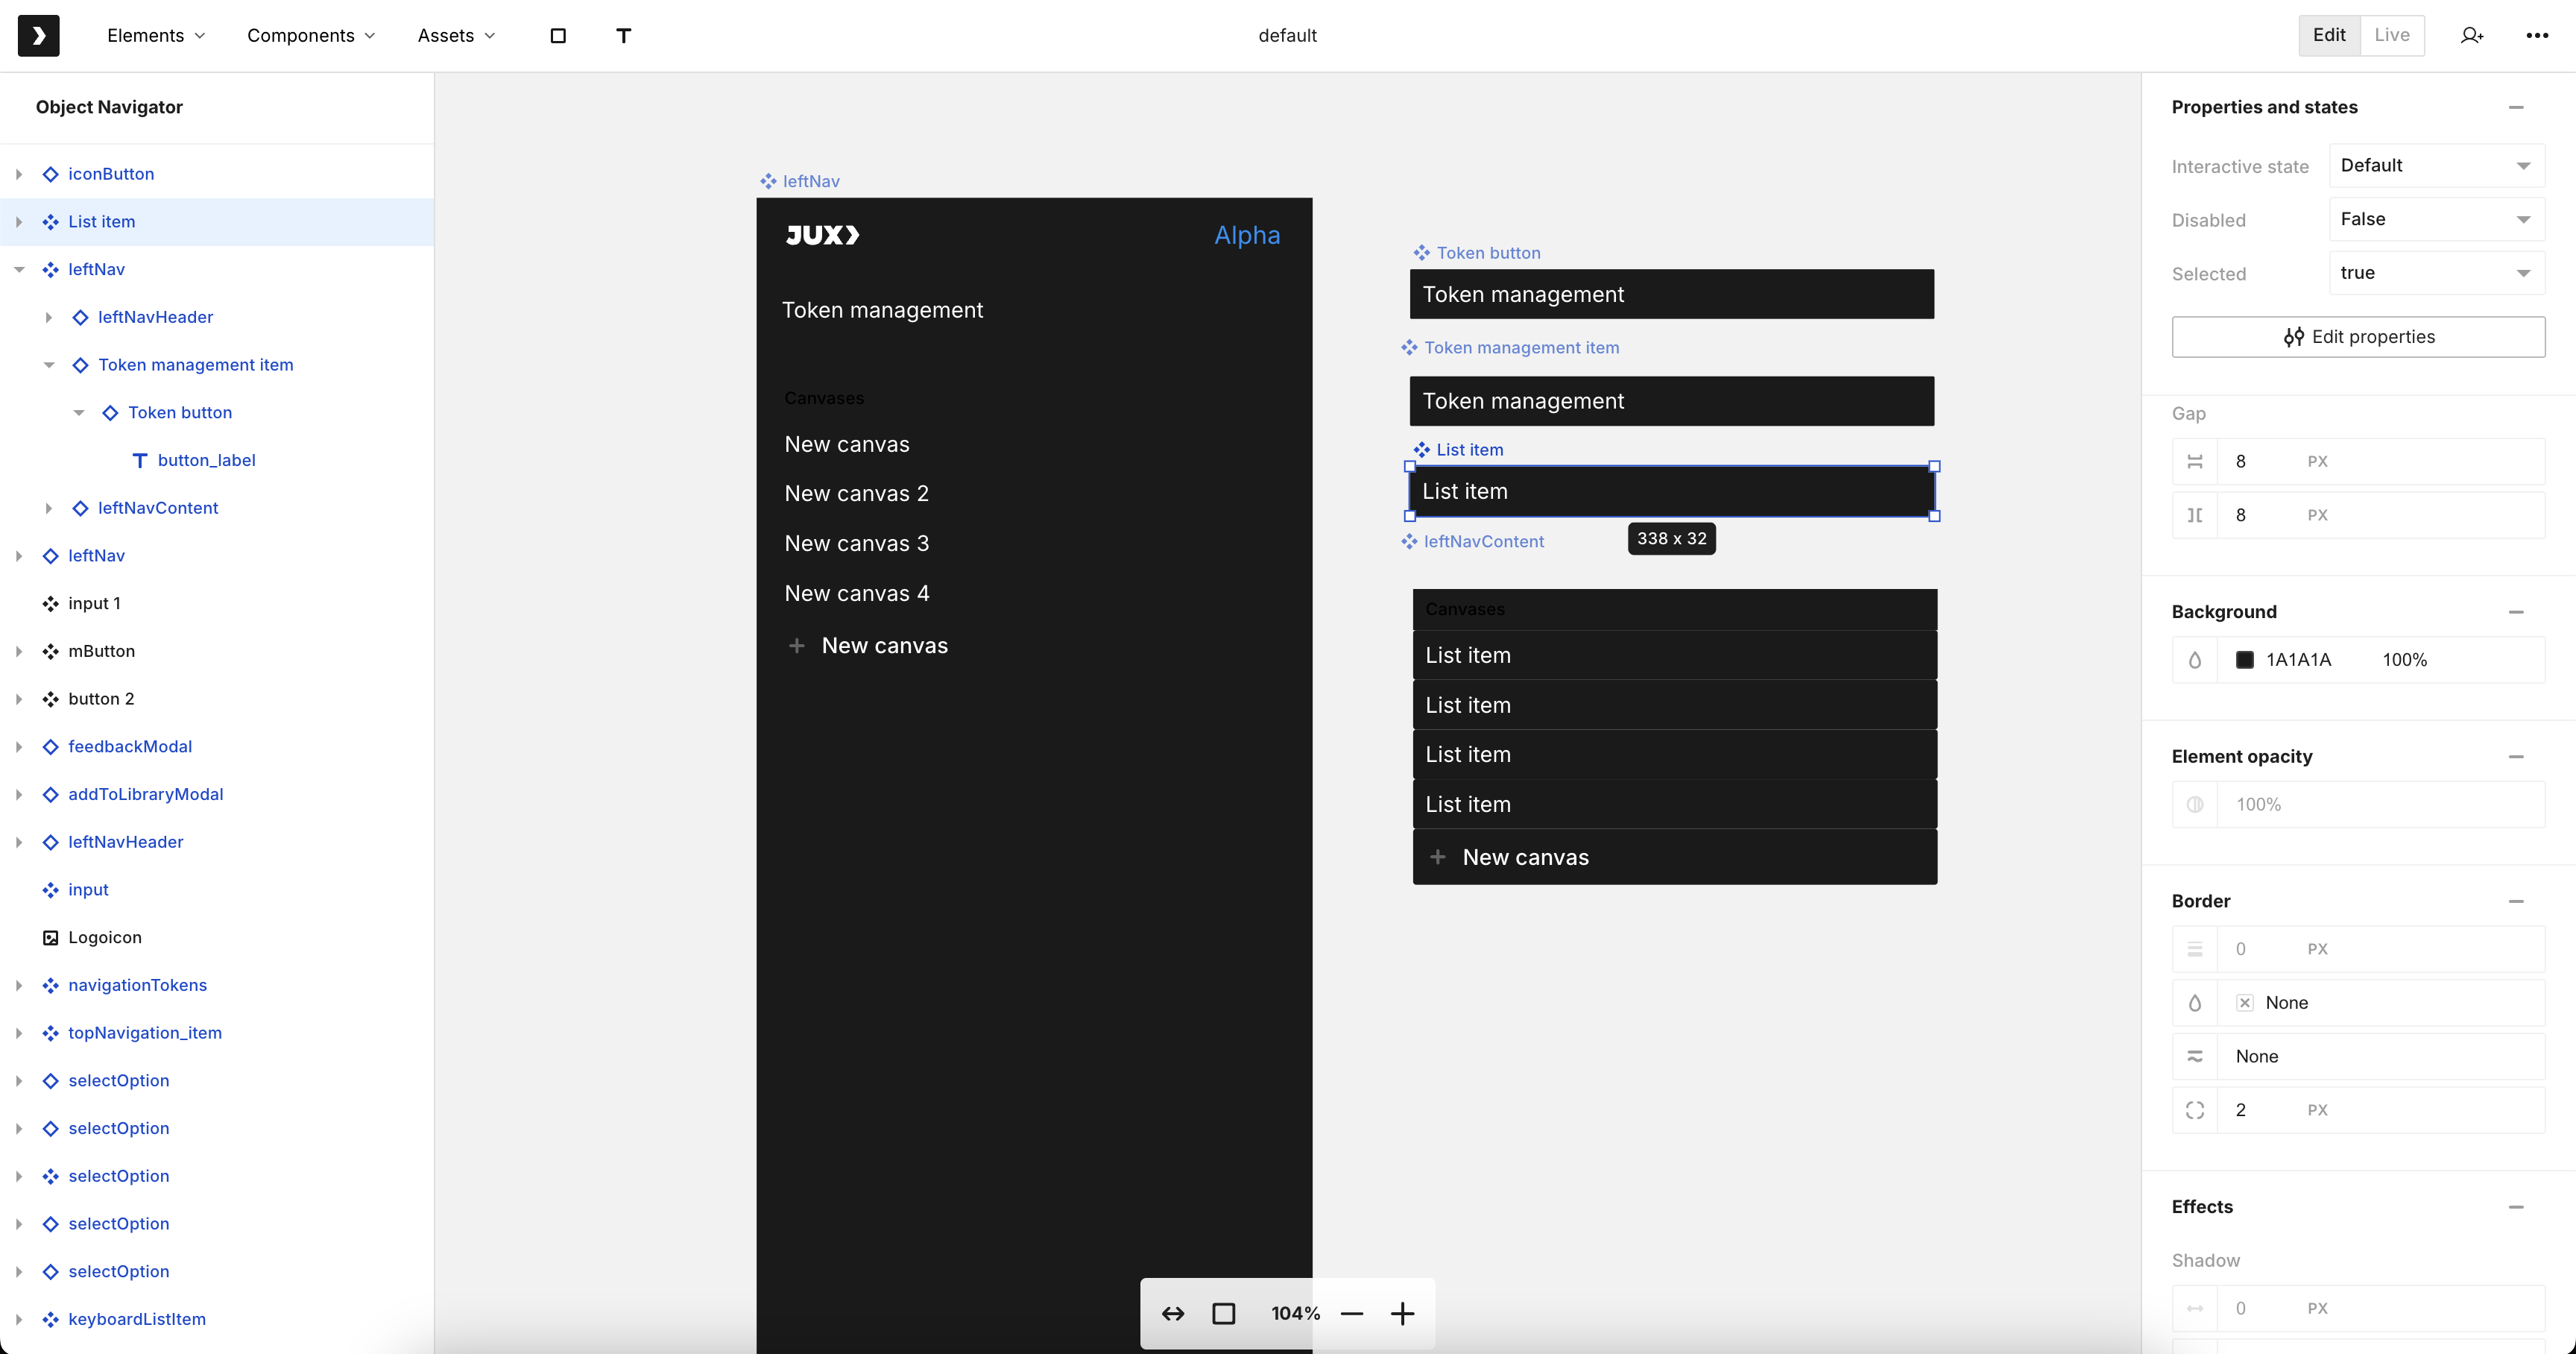 Elements
Components
Assets
T
default
Edit
Live
Object Navigator
iconButton
List item
leftNav
leftNavHeader
Token management item
Token button
button_label
leftNavContent
leftNav
input 1
mButton
button 2
feedbackModal
addToLibraryModal
leftNavHeader
input
Logoicon
navigationTokens
topNavigation_item
selectOption
selectOption
selectOption
selectOption
selectOption
keyboardListItem
leftNav
JUX
Alpha
Token management
Canvases
New canvas
New canvas 2
New canvas 3
New canvas 4
+ New canvas
Token button
Token management
Token management item
Token management
List item
List item
338 x 32
leftNavContent
Canvases
List item
List item
List item
List item
+ New canvas
104%
Properties and states
Interactive state Default
Disabled False
Selected true
Edit properties
Gap
8 PX
8 PX
Background
1A1A1A 100%
Element opacity
100%
Border
0 PX
None
None
2 PX
Effects
Shadow
0 PX